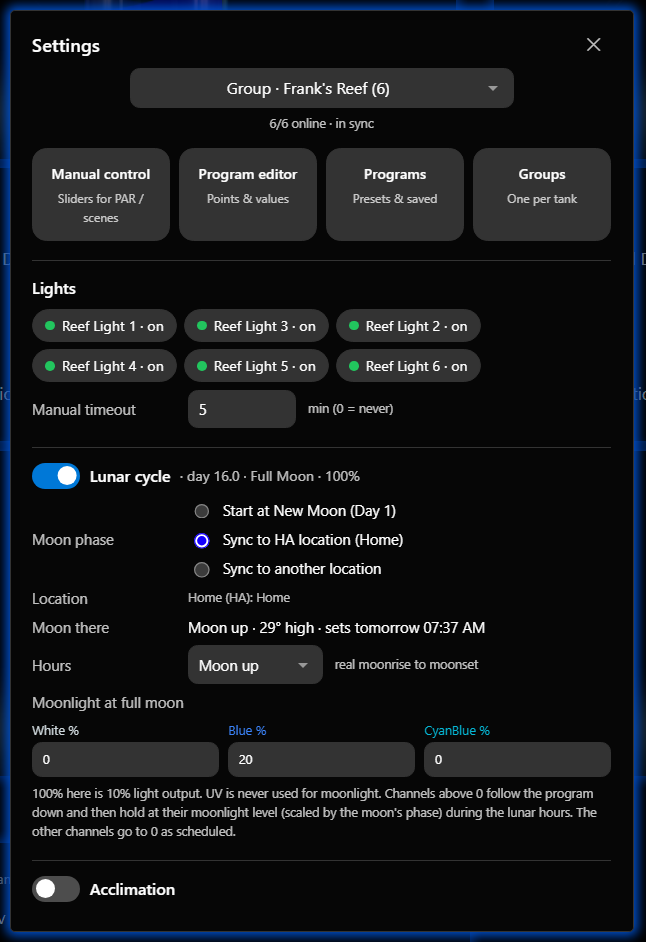 Settings
Group · Frank's Reef (6)
6/6 online · in sync
Manual control
Sliders for PAR /
scenes
Program editor
Points & values
Programs
Presets & saved
Groups
One per tank
Lights
Reef Light 1 · on
Reef Light 3 · on
Reef Light 2 · on
Reef Light 4 · on
Reef Light 5 · on
Reef Light 6 · on
Manual timeout
5
min (0 = never)
Lunar cycle · day 16.0 · Full Moon · 100%
Moon phase
Start at New Moon (Day 1)
Sync to HA location (Home)
Sync to another location
Location
Home (HA): Home
Moon there
Moon up · 29° high · sets tomorrow 07:37 AM
Hours
Moon up
real moonrise to moonset
Moonlight at full moon
White %
Blue %
CyanBlue %
0
20
0
100% here is 10% light output. UV is never used for moonlight. Channels above 0 follow the program
down and then hold at their moonlight level (scaled by the moon's phase) during the lunar hours. The
other channels go to 0 as scheduled.
Acclimation